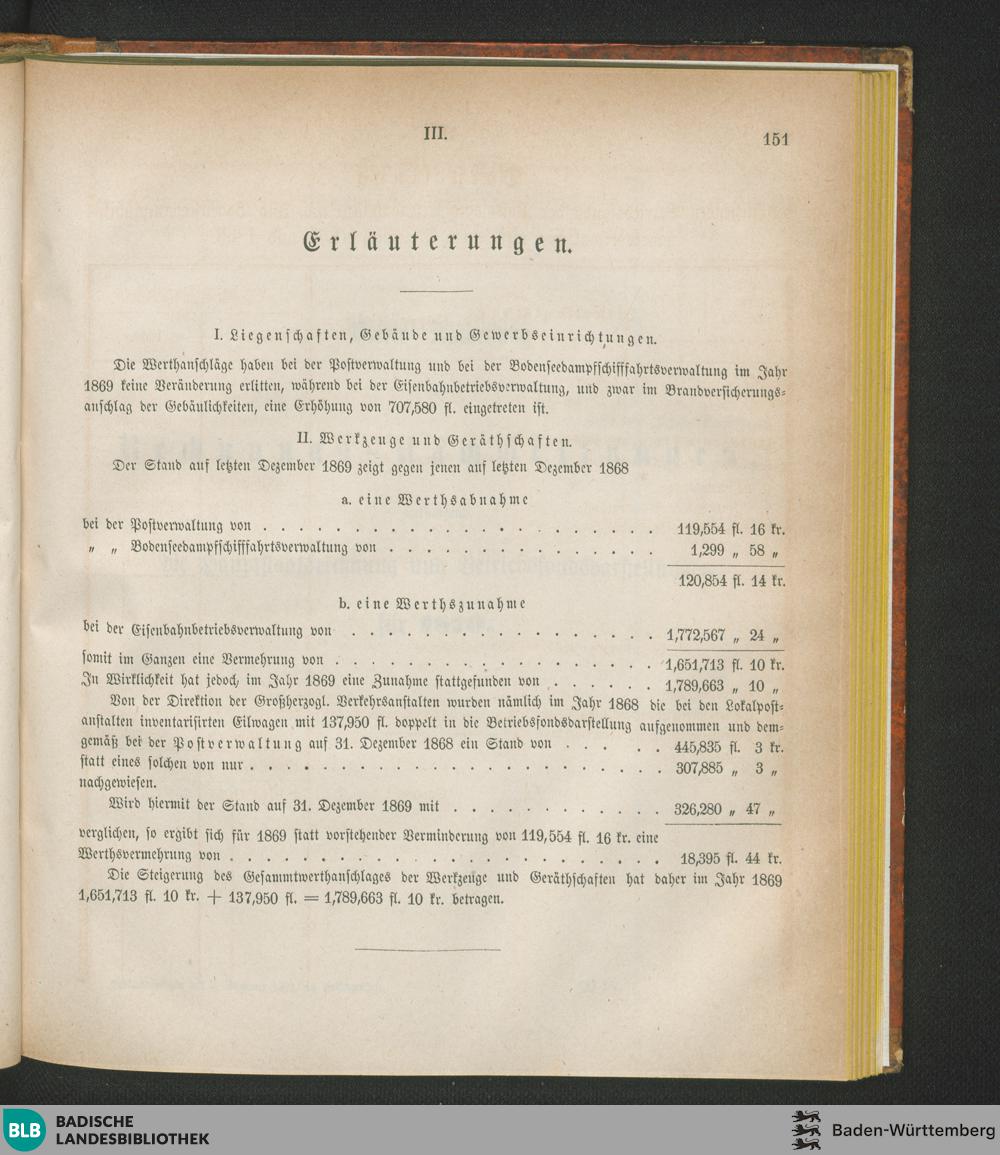 III.
151
Erläuterungen.
I. Liegenschaften, Gebäude und Gewerbseinrichtungen.
Die Werthanschläge haben bei der Postverwaltung und bei der Bodenseedampfschifffahrtsverwaltung im Jahr
1869 keine Veränderung erlitten, während bei der Eisenbahnbetriebsverwaltung, und zwar im Brandversicherungs-
anschlag der Gebäulichkeiten, eine Erhöhung von 707,580 fl. eingetreten ist.
II. Werkzeuge und Geräthschaften.
Der Stand auf letzten Dezember 1869 zeigt gegen jenen auf letzten Dezember 1868
a. eine Werthsabnahme
bei der Postverwaltung von . . . . . . . . . . . . . . . . . . . . 119,554 fl. 16 kr.
„ „ Bodenseedampfschifffahrtsverwaltung von . . . . . . . . . . . . . 1,299 „ 58 „
120,854 fl. 14 kr.
b. eine Werthszunahme
bei der Eisenbahnbetriebsverwaltung von . . . . . . . . . . . . . . . 1,772,567 „ 24 „
somit im Ganzen eine Vermehrung von . . . . . . . . . . . . . . . . 1,651,713 fl. 10 kr.
In Wirklichkeit hat jedoch im Jahr 1869 eine Zunahme stattgefunden von . . . . . . 1,789,663 „ 10 „
Von der Direktion der Großherzogl. Verkehrsanstalten wurden nämlich im Jahr 1868 die bei den Lokalpost-
anstalten inventarisirten Eilwagen mit 137,950 fl. doppelt in die Betriebsfondsdarstellung aufgenommen und dem-
gemäß bei der Postverwaltung auf 31. Dezember 1868 ein Stand von . . . . . 445,835 fl. 3 kr.
statt eines solchen von nur . . . . . . . . . . . . . . . . . . . . 307,885 „ 3 „
nachgewiesen.
Wird hiermit der Stand auf 31. Dezember 1869 mit . . . . . . . . . . . 326,280 „ 47 „
verglichen, so ergibt sich für 1869 statt vorstehender Verminderung von 119,554 fl. 16 kr. eine
Werthsvermehrung von . . . . . . . . . . . . . . . . . . . . . 18,395 fl. 44 kr.
Die Steigerung des Gesammtwerthanschlages der Werkzeuge und Geräthschaften hat daher im Jahr 1869
1,651,713 fl. 10 kr. + 137,950 fl. = 1,789,663 fl. 10 kr. betragen.
BLB BADISCHE
LANDESBIBLIOTHEK
Baden-Württemberg